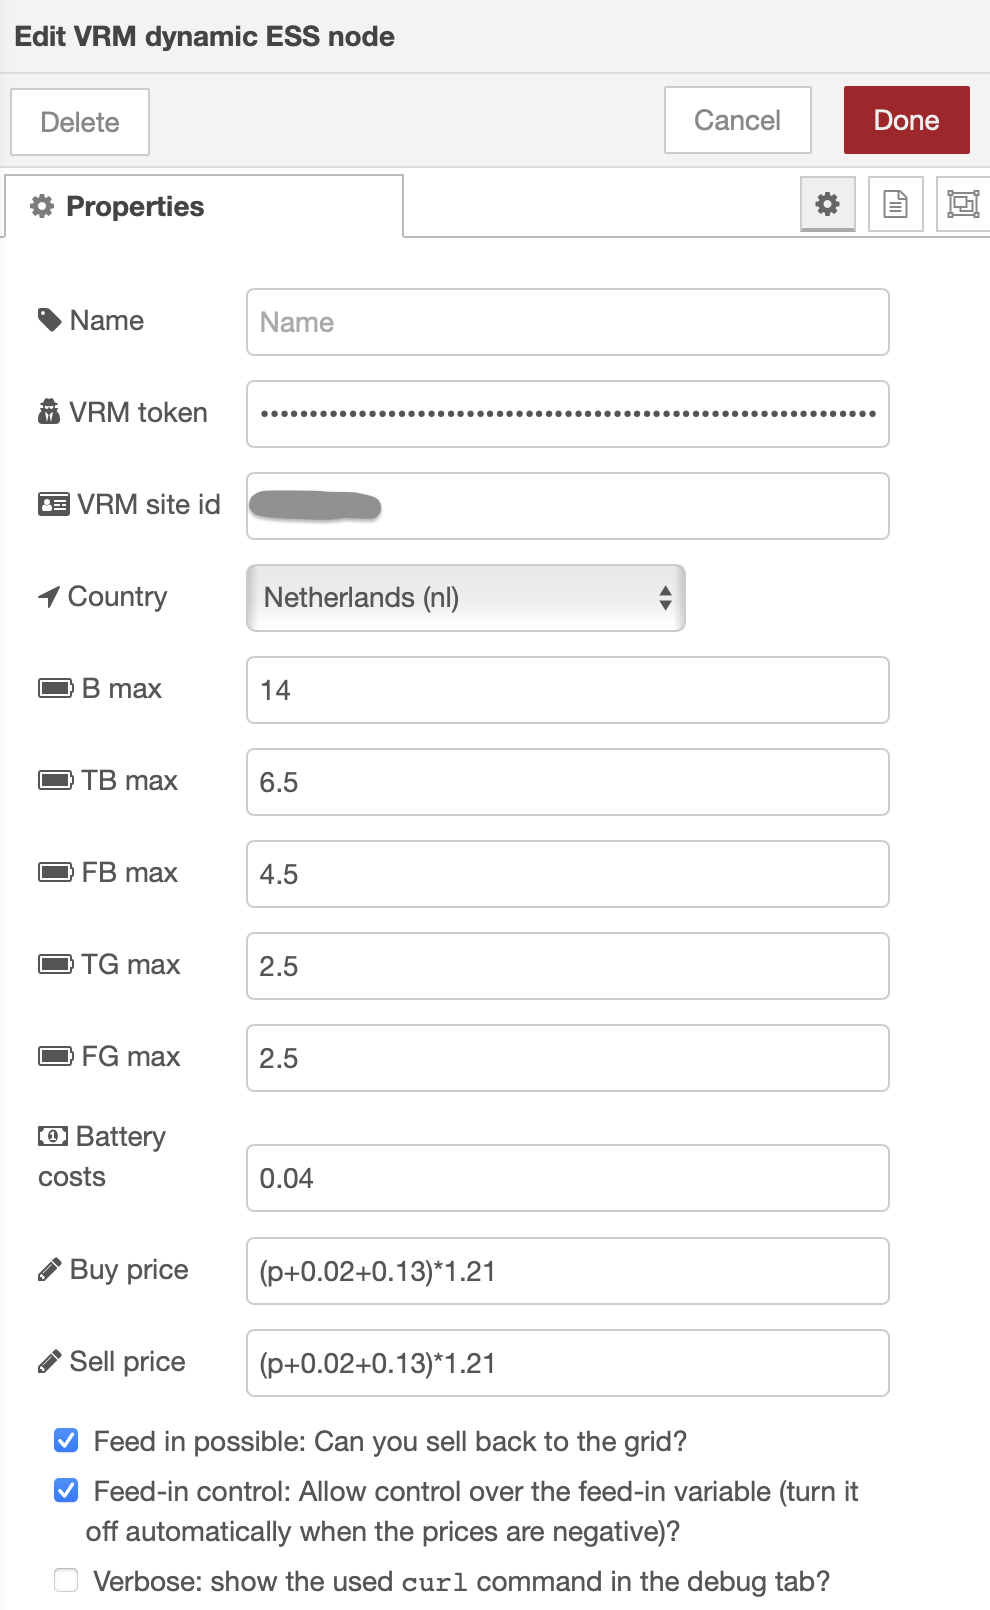 Edit VRM dynamic ESS node
Delete
Cancel
Done
Properties
Name
Name
VRM token
VRM site id
Country
Netherlands (nl)
B max
14
TB max
6.5
FB max
4.5
TG max
2.5
FG max
2.5
Battery
costs
0.04
Buy price
(p+0.02+0.13)*1.21
Sell price
(p+0.02+0.13)*1.21
Feed in possible: Can you sell back to the grid?
Feed-in control: Allow control over the feed-in variable (turn it
off automatically when the prices are negative)?
Verbose: show the used curl command in the debug tab?